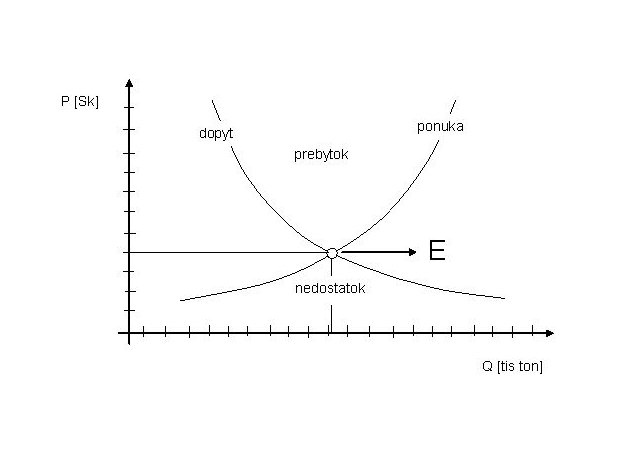 P [Sk]
dopyt
ponuka
prebytok
E
nedostatok
Q [tis ton]